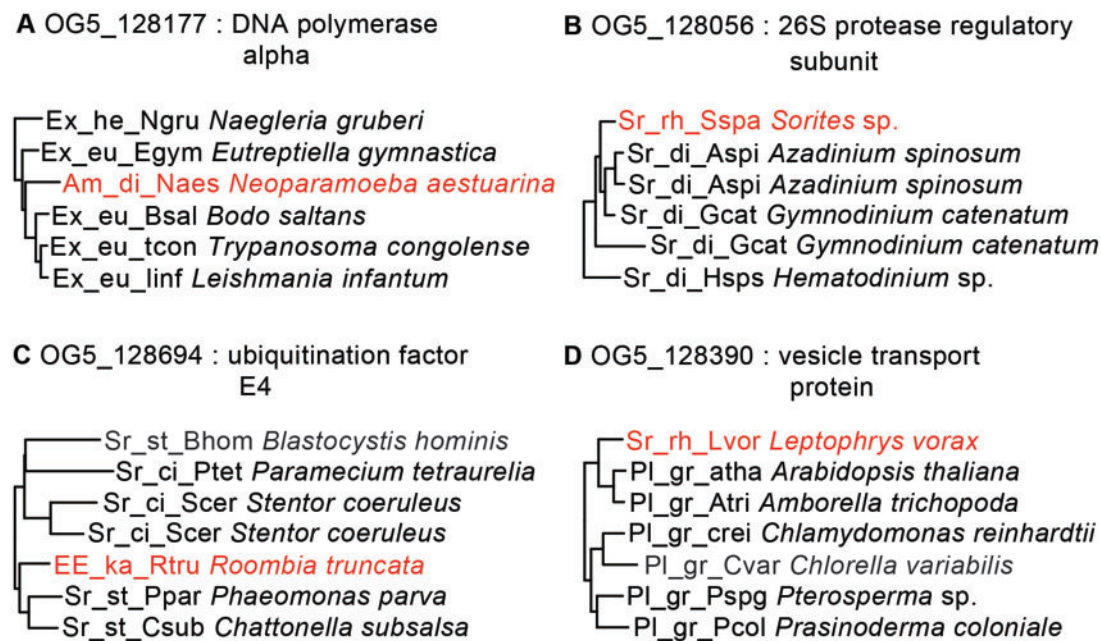 A OG5_128177 : DNA polymerase
alpha
Ex_he_Ngru Naegleria gruberi
Ex_eu_Egym Eutreptiella gymnastica
Am_di_Naes Neoparamoeba aestuarina
Ex_eu_Bsal Bodo saltans
Ex_eu_tcon Trypanosoma congolense
Ex_eu_linf Leishmania infantum
B OG5_128056 : 26S protease regulatory
subunit
Sr_rh_Sspa Sorites sp.
Sr_di_Aspi Azadinium spinosum
Sr_di_Aspi Azadinium spinosum
Sr_di_Gcat Gymnodinium catenatum
Sr_di_Gcat Gymnodinium catenatum
Sr_di_Hsps Hematodinium sp.
C OG5_128694 : ubiquitination factor
E4
Sr_st_Bhom Blastocystis hominis
Sr_ci_Ptet Paramecium tetraurelia
Sr_ci_Scer Stentor coeruleus
Sr_ci_Scer Stentor coeruleus
EE_ka_Rtru Roombia truncata
Sr_st_Ppar Phaeomonas parva
Sr_st_Csub Chattonella subsalsa
D OG5_128390 : vesicle transport
protein
Sr_rh_Lvor Leptophrys vorax
Pl_gr_atha Arabidopsis thaliana
Pl_gr_Atri Amborella trichopoda
Pl_gr_crei Chlamydomonas reinhardtii
Pl_gr_Cvar Chlorella variabilis
Pl_gr_Pspg Pterosperma sp.
Pl_gr_Pcol Prasinoderma coloniale